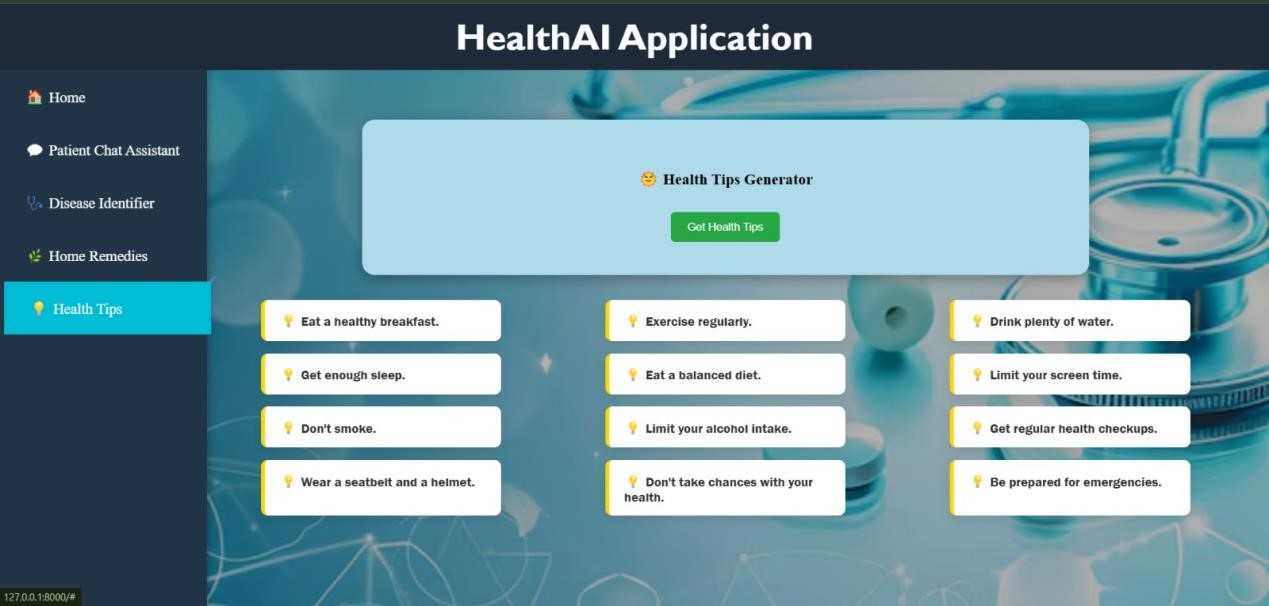 HealthAI Application
Home
Patient Chat Assistant
Disease Identifier
Home Remedies
Health Tips
Health Tips Generator
Get Health Tips
Eat a healthy breakfast.
Exercise regularly.
Drink plenty of water.
Get enough sleep.
Eat a balanced diet.
Limit your screen time.
Don't smoke.
Limit your alcohol intake.
Get regular health checkups.
Wear a seatbelt and a helmet.
Don't take chances with your
health.
Be prepared for emergencies.
127.0.0.1:8000/#